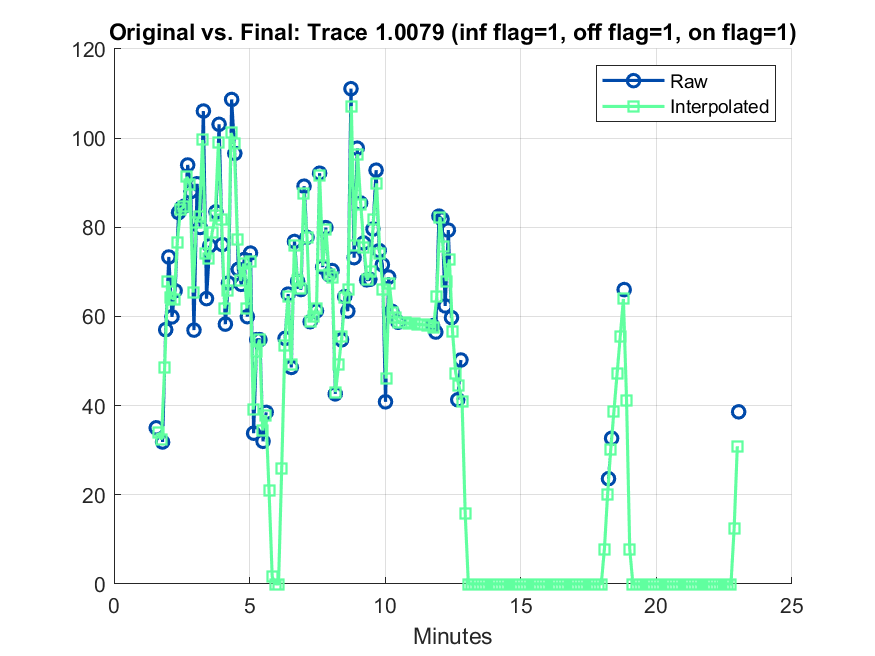 Original vs. Final: Trace 1.0079 (inf flag=1, off flag=1, on flag=1)
120
100
80
60
40
20
0
Raw
Interpolated
0 5 10 15 20 25
Minutes